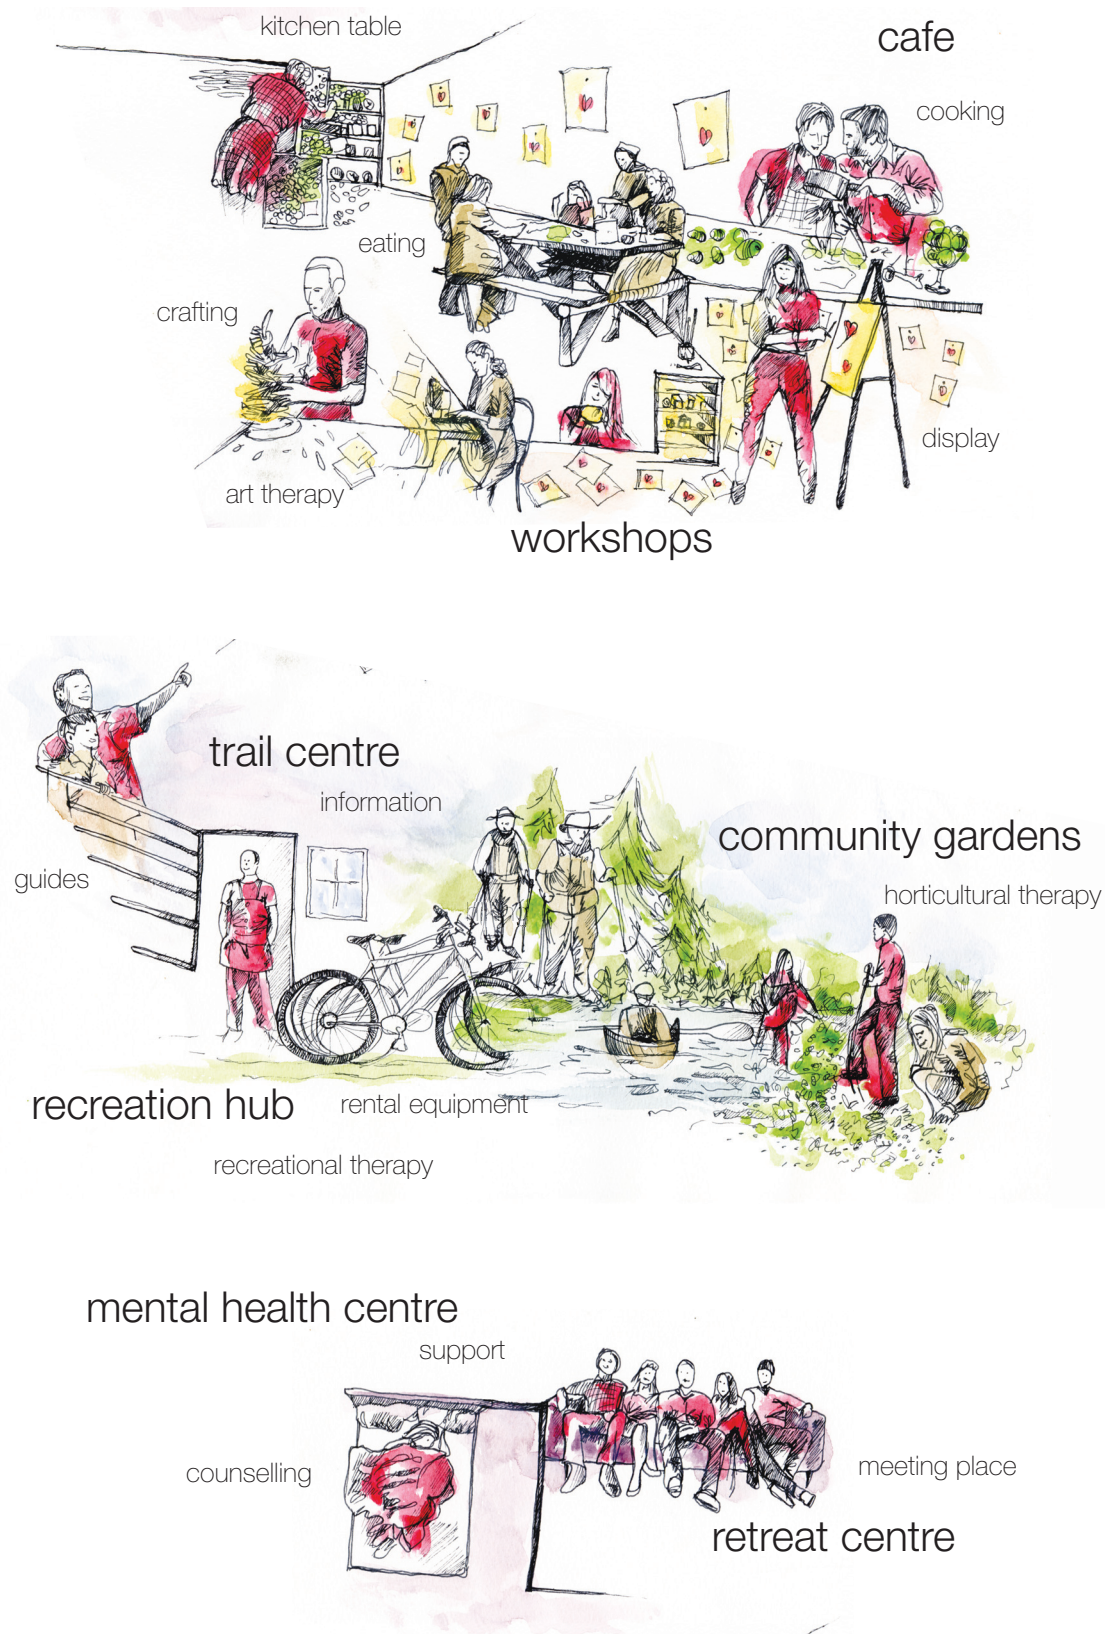 kitchen table
cafe
cooking
eating
crafting
display
art therapy
workshops
trail centre
information
community gardens
guides
horticultural therapy
recreation hub
rental equipment
recreational therapy
mental health centre
support
counselling
meeting place
retreat centre